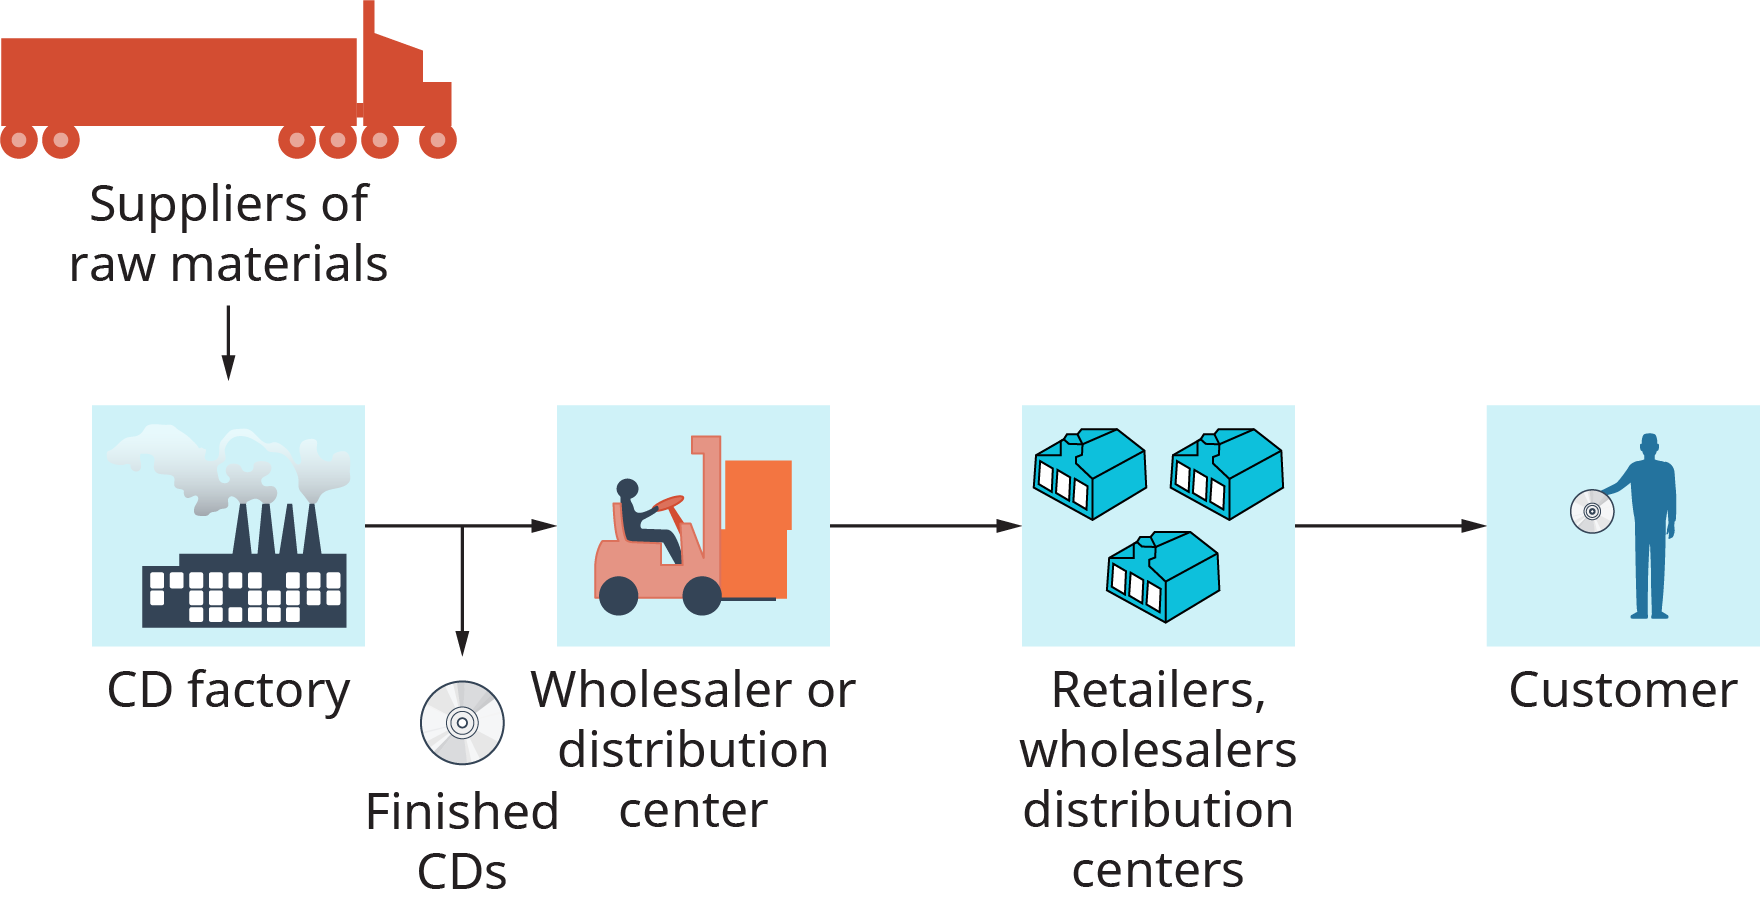 Suppliers of
raw materials
CD factory
Finished
CDs
Wholesaler or
distribution
center
Retailers,
wholesalers
distribution
centers
Customer